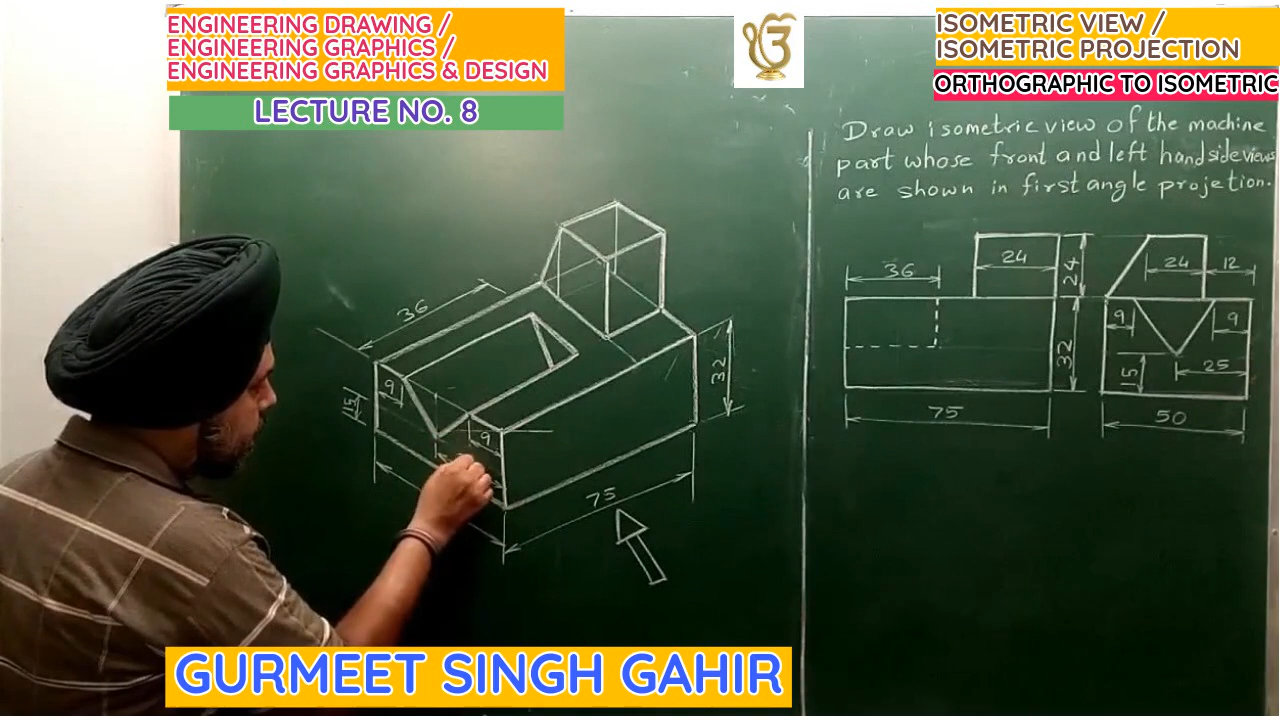 ENGINEERING DRAWING /
ENGINEERING GRAPHICS /
ENGINEERING GRAPHICS & DESIGN
LECTURE NO. 8
ੴ
ISOMETRIC VIEW /
ISOMETRIC PROJECTION
ORTHOGRAPHIC TO ISOMETRIC
Draw isometric view of the machine
part whose front and left hand side views
are shown in first angle projetion.
36
9
15
9
32
75
36
24
24
32
75
24
12
9
9
15
25
50
GURMEET SINGH GAHIR